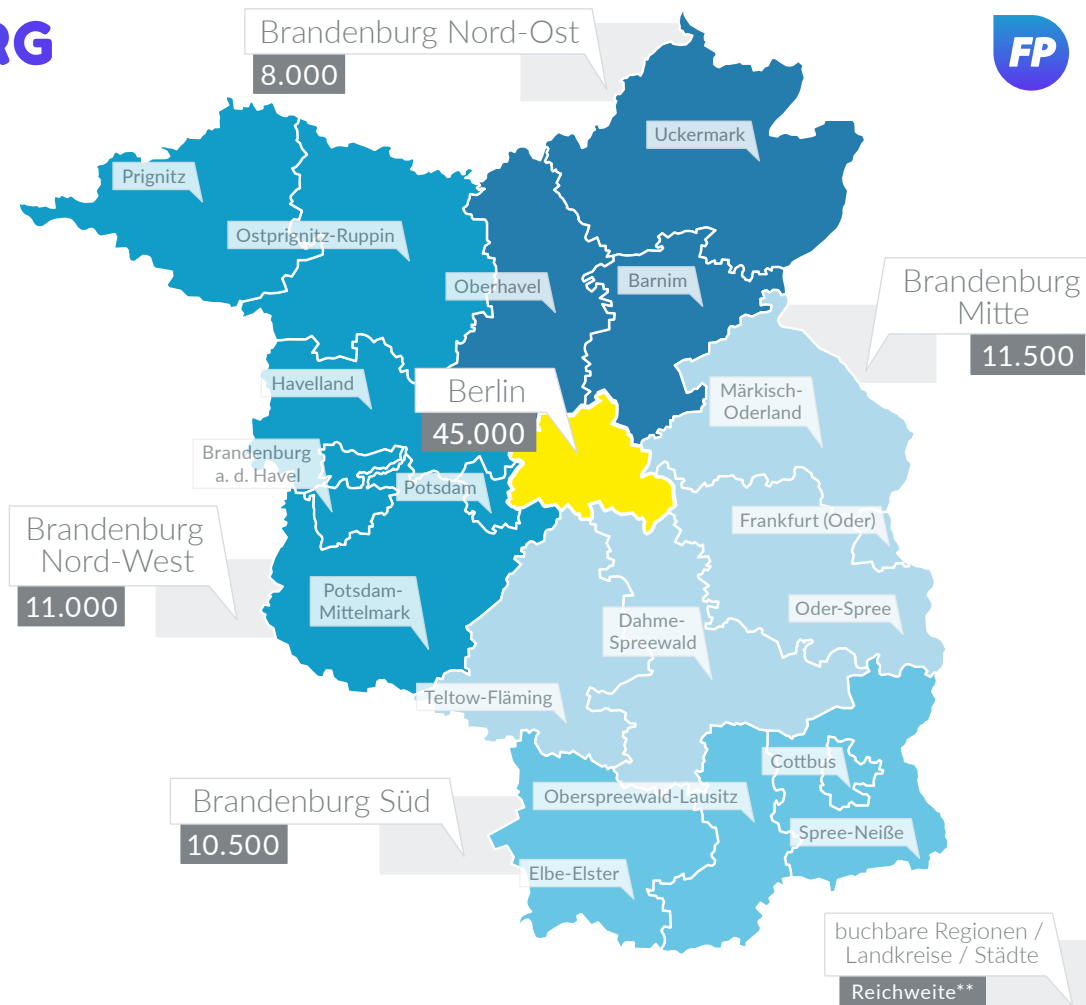 RG
Brandenburg Nord-Ost
8.000
FP
Uckermark
Prignitz
Ostprignitz-Ruppin
Oberhavel
Barnim
Brandenburg
Mitte
11.500
Havelland
Berlin
45.000
Märkisch-
Oderland
Brandenburg
a. d. Havel
Potsdam
Frankfurt (Oder)
Brandenburg
Nord-West
11.000
Potsdam-
Mittelmark
Dahme-
Spreewald
Oder-Spree
Teltow-Fläming
Cottbus
Brandenburg Süd
10.500
Oberspreewald-Lausitz
Spree-Neiße
Elbe-Elster
buchbare Regionen /
Landkreise / Städte
Reichweite**